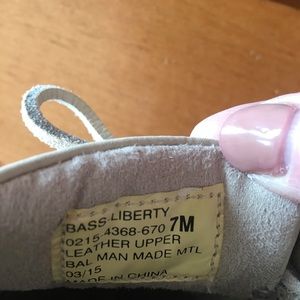 BASS-LIBERTY
0215-4368-670 7M
LEATHER UPPER
BAL MAN MADE MTL
03/15
MADE IN CHINA